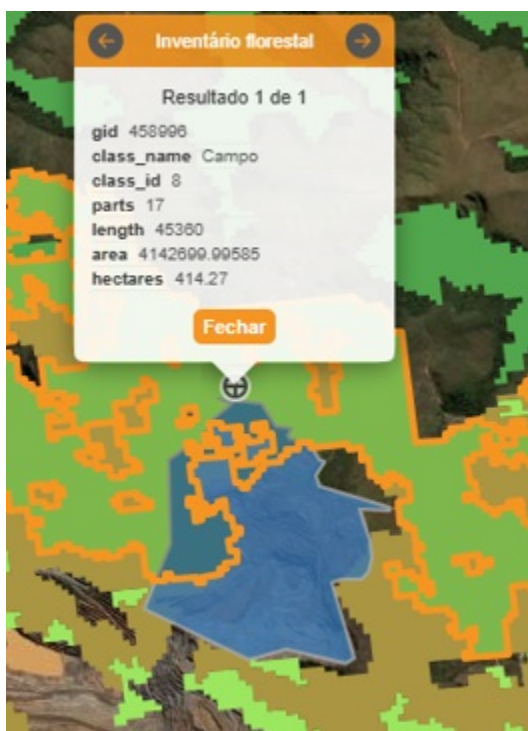 Inventário florestal
Resultado 1 de 1
gid 458996
class_name Campo
class_id 8
parts 17
length 45360
area 4142699.99585
hectares 414.27
Fechar